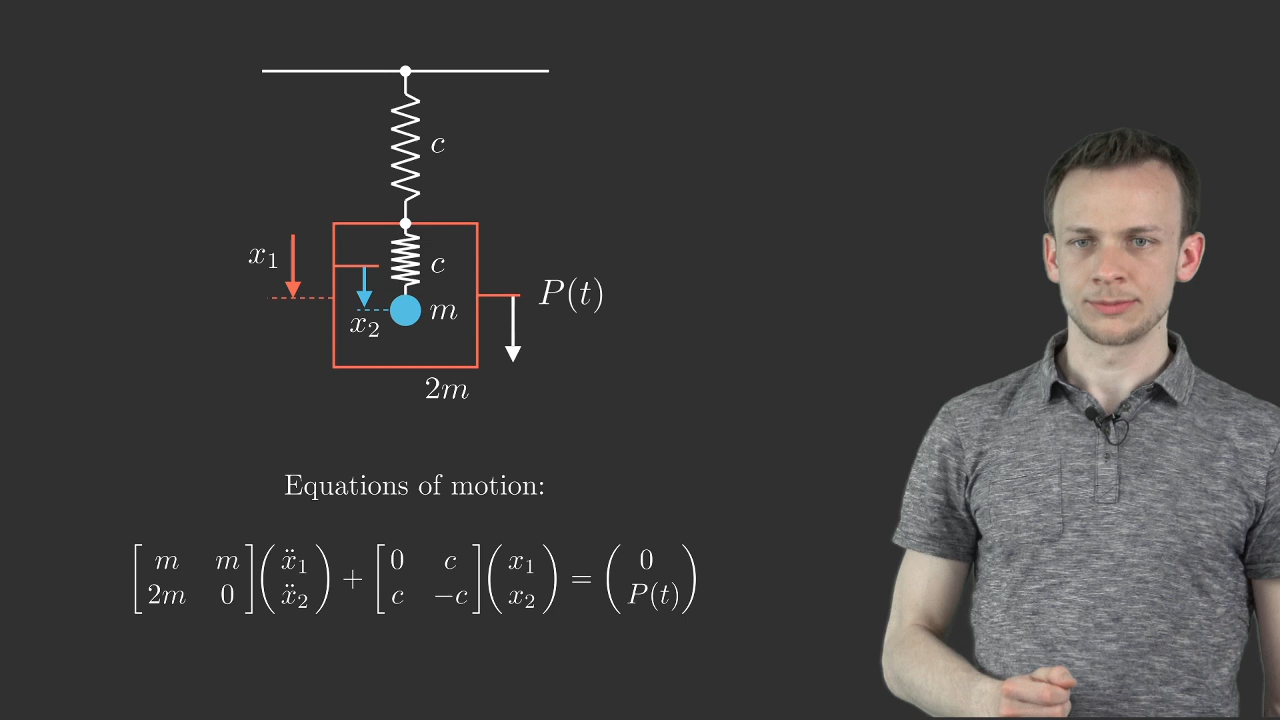 c
x₁
c
P(t)
m
x₂
2m
Equations of motion:
[m m; 2m 0](ẍ₁; ẍ₂) + [0 c; c −c](x₁; x₂) = (0; P(t))